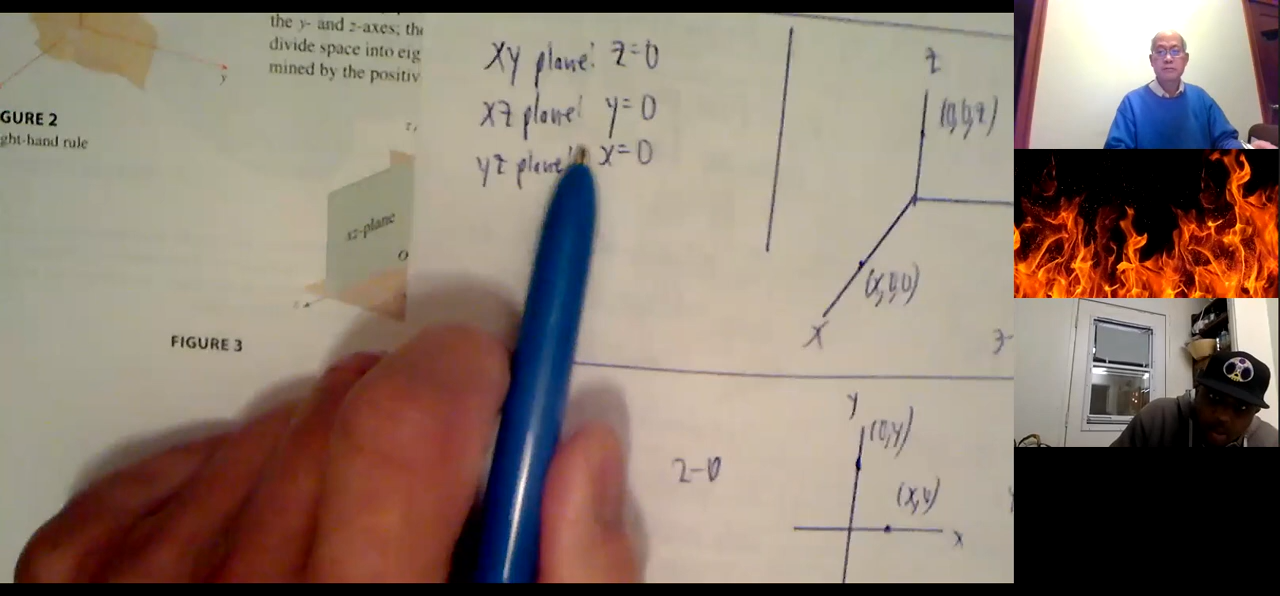 the y- and z-axes; the
divide space into eig
mined by the positiv
y
GURE 2
ght-hand rule
xz-plane
O
x
FIGURE 3
xy plane: z=0
xz plane: y=0
yz plane: x=0
z
(0,0,z)
(x,0,0)
x
y
(0,y)
2-D
x